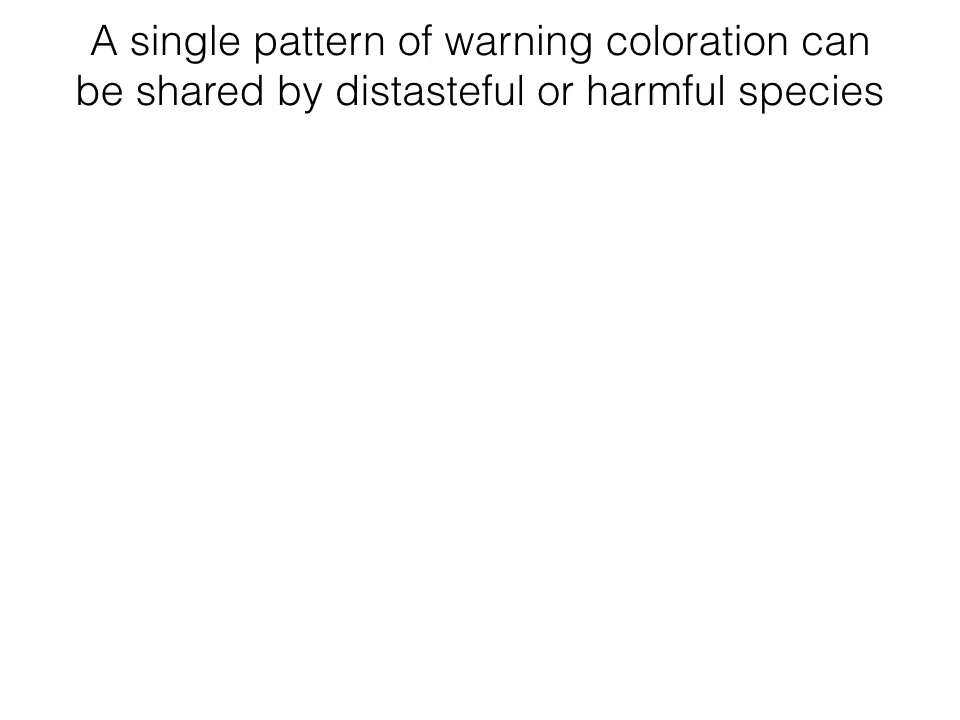 A single pattern of warning coloration can
be shared by distasteful or harmful species